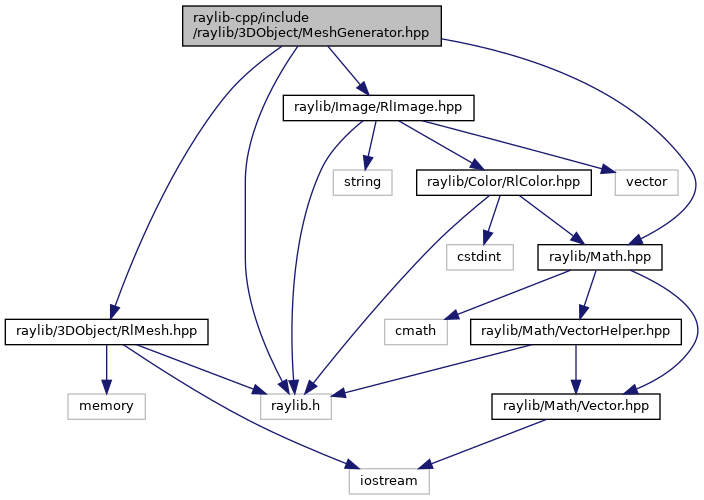 raylib-cpp/include
/raylib/3DObject/MeshGenerator.hpp
raylib/Image/RlImage.hpp
string
raylib/Color/RlColor.hpp
vector
cstdint
raylib/Math.hpp
raylib/3DObject/RlMesh.hpp
cmath
raylib/Math/VectorHelper.hpp
memory
raylib.h
raylib/Math/Vector.hpp
iostream